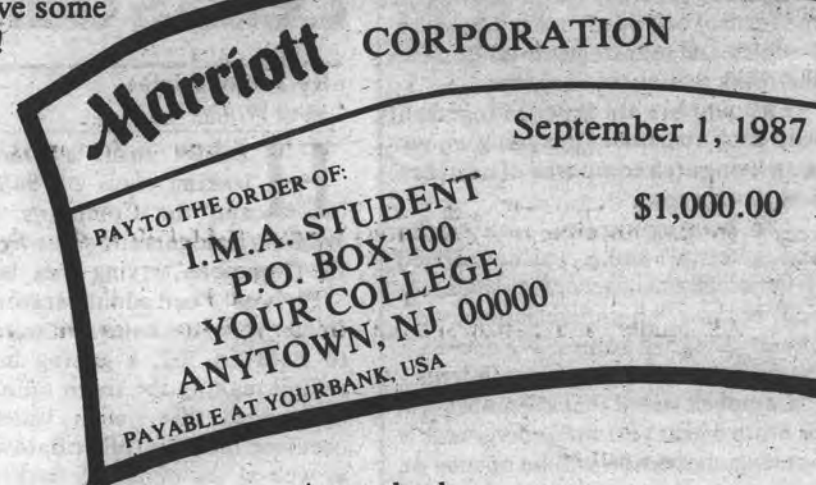 ve some
Marriott CORPORATION
September 1, 1987
PAY TO THE ORDER OF:
$1,000.00
I.M.A. STUDENT
P.O. BOX 100
YOUR COLLEGE
ANYTOWN, NJ 00000
PAYABLE AT YOURBANK, USA